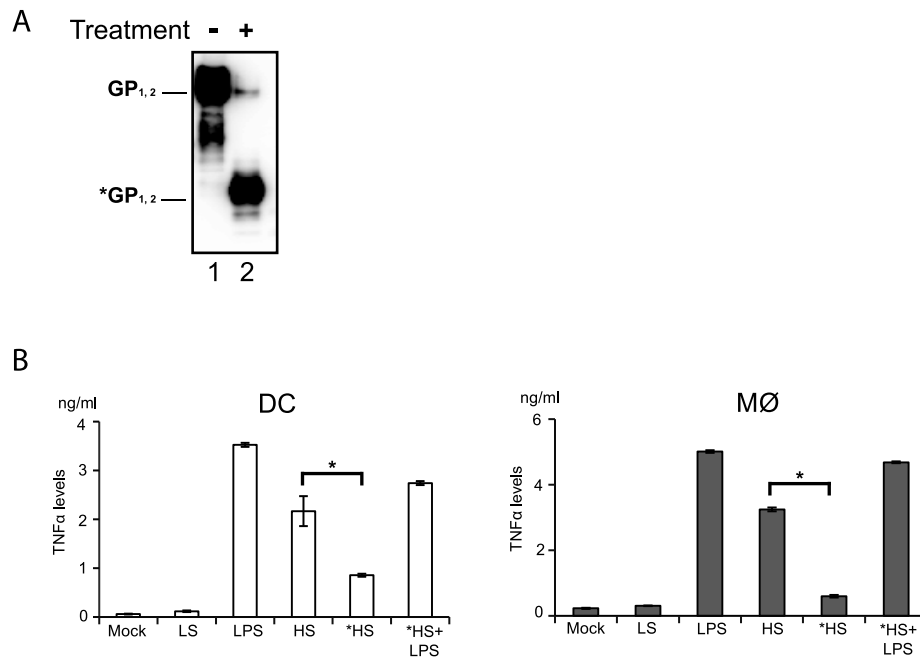 A
Treatment - +
GP1, 2
*GP1, 2
1 2
B
ng/ml
DC
TNFα levels
4
3
2
1
0
*
Mock LS LPS HS *HS *HS+ LPS
ng/ml
MØ
TNFα levels
6
4
2
0
*
Mock LS LPS HS *HS *HS+ LPS